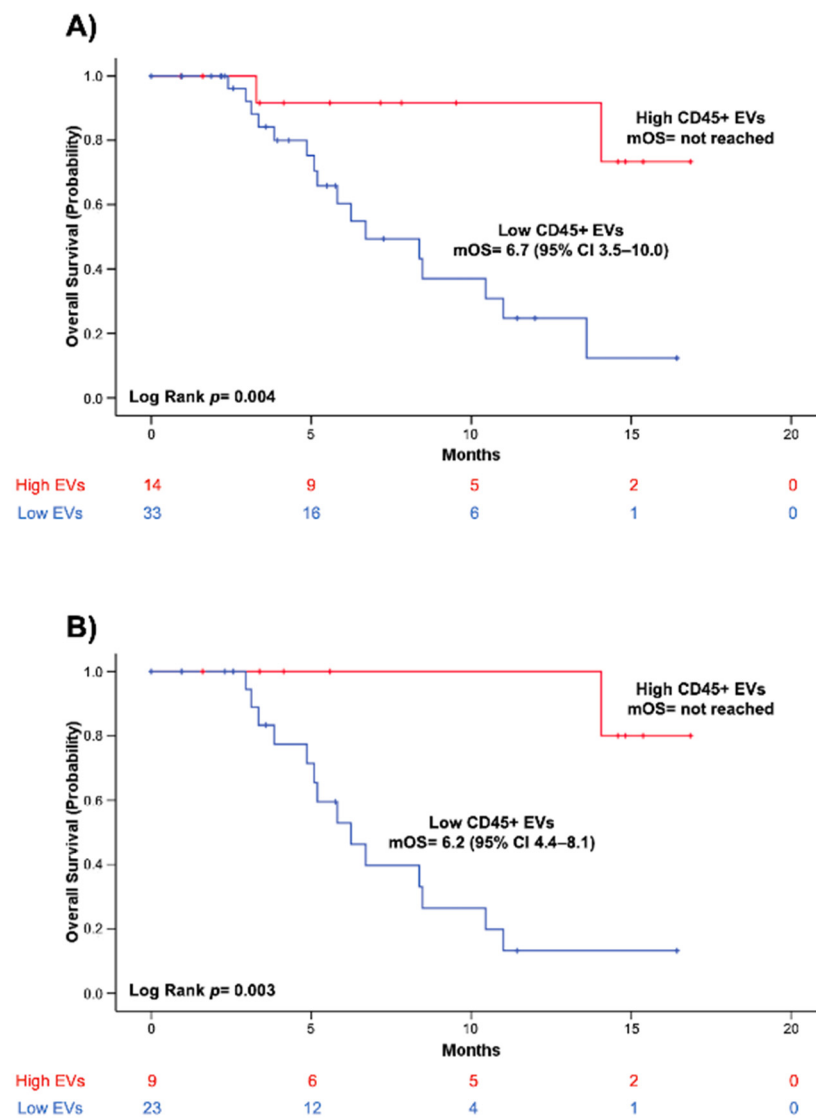 A)
1.0
0.8
0.6
0.4
0.2
0.0
Overall Survival (Probability)
High CD45+ EVs
mOS= not reached
Low CD45+ EVs
mOS= 6.7 (95% CI 3.5–10.0)
Log Rank p= 0.004
0 5 10 15 20
Months
High EVs 14 9 5 2 0
Low EVs 33 16 6 1 0
B)
1.0
0.8
0.6
0.4
0.2
0.0
Overall Survival (Probability)
High CD45+ EVs
mOS= not reached
Low CD45+ EVs
mOS= 6.2 (95% CI 4.4–8.1)
Log Rank p= 0.003
0 5 10 15 20
Months
High EVs 9 6 5 2 0
Low EVs 23 12 4 1 0